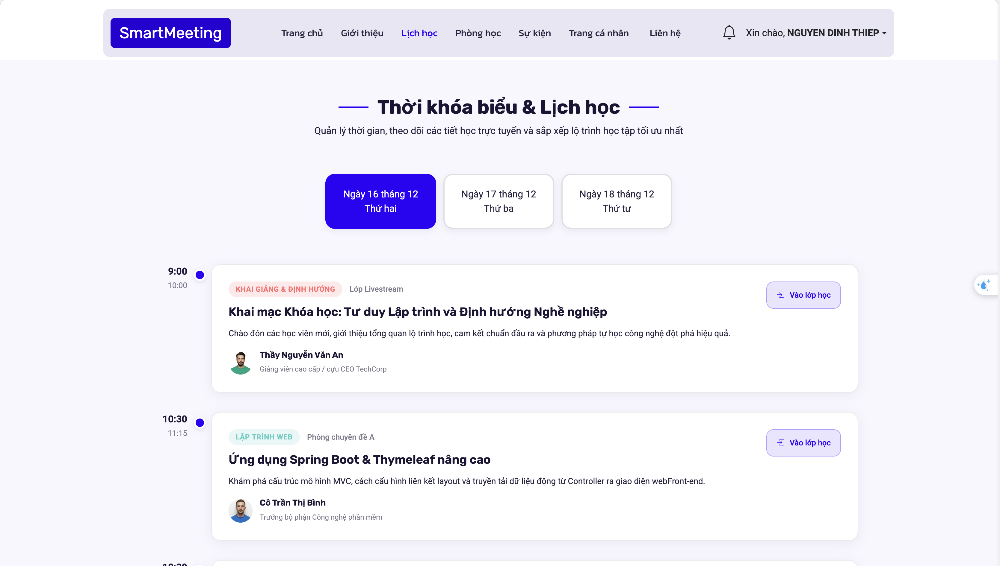 SmartMeeting
Trang chủ
Giới thiệu
Lịch học
Phòng học
Sự kiện
Trang cá nhân
Liên hệ
Xin chào, NGUYEN DINH THIEP
Thời khóa biểu & Lịch học
Quản lý thời gian, theo dõi các tiết học trực tuyến và sắp xếp lộ trình học tập tối ưu nhất
Ngày 16 tháng 12
Thứ hai
Ngày 17 tháng 12
Thứ ba
Ngày 18 tháng 12
Thứ tư
9:00
10:00
KHAI GIẢNG & ĐỊNH HƯỚNG
Lớp Livestream
Vào lớp học
Khai mạc Khóa học: Tư duy Lập trình và Định hướng Nghề nghiệp
Chào đón các học viên mới, giới thiệu tổng quan lộ trình học, cam kết chuẩn đầu ra và phương pháp tự học công nghệ đột phá hiệu quả.
Thầy Nguyễn Văn An
Giảng viên cao cấp / cựu CEO TechCorp
10:30
11:15
LẬP TRÌNH WEB
Phòng chuyên đề A
Vào lớp học
Ứng dụng Spring Boot & Thymeleaf nâng cao
Khám phá cấu trúc mô hình MVC, cách cấu hình liên kết layout và truyền tải dữ liệu động từ Controller ra giao diện webFront-end.
Cô Trần Thị Bình
Trưởng bộ phận Công nghệ phần mềm